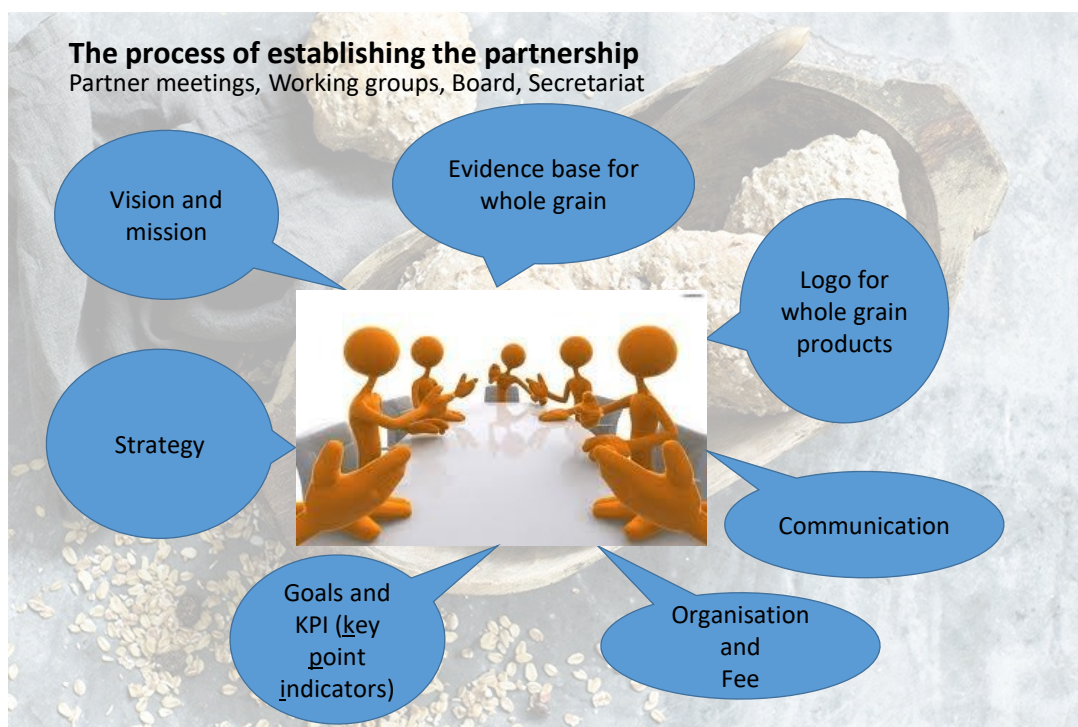 The process of establishing the partnership
Partner meetings, Working groups, Board, Secretariat
Vision and
mission
Evidence base for
whole grain
Logo for
whole grain
products
Strategy
Communication
Goals and
KPI (key
point
indicators)
Organisation
and
Fee